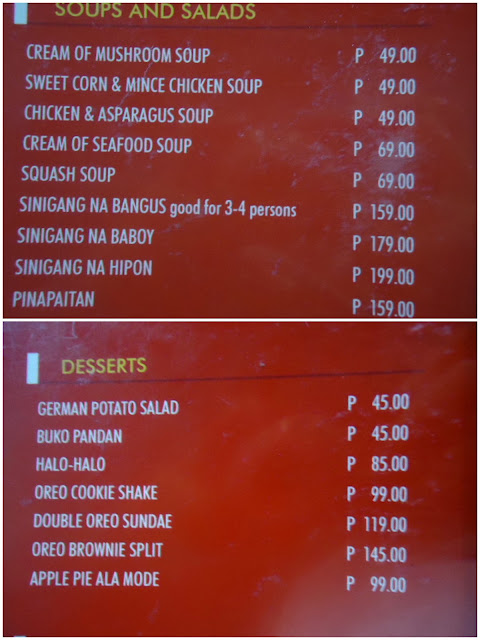 SOUPS AND SALADS
CREAM OF MUSHROOM SOUP P 49.00
SWEET CORN & MINCE CHICKEN SOUP P 49.00
CHICKEN & ASPARAGUS SOUP P 49.00
CREAM OF SEAFOOD SOUP P 69.00
SQUASH SOUP P 69.00
SINIGANG NA BANGUS good for 3-4 persons P 159.00
SINIGANG NA BABOY P 179.00
SINIGANG NA HIPON P 199.00
PINAPAITAN P 159.00
DESSERTS
GERMAN POTATO SALAD P 45.00
BUKO PANDAN P 45.00
HALO-HALO P 85.00
OREO COOKIE SHAKE P 99.00
DOUBLE OREO SUNDAE P 119.00
OREO BROWNIE SPLIT P 145.00
APPLE PIE ALA MODE P 99.00